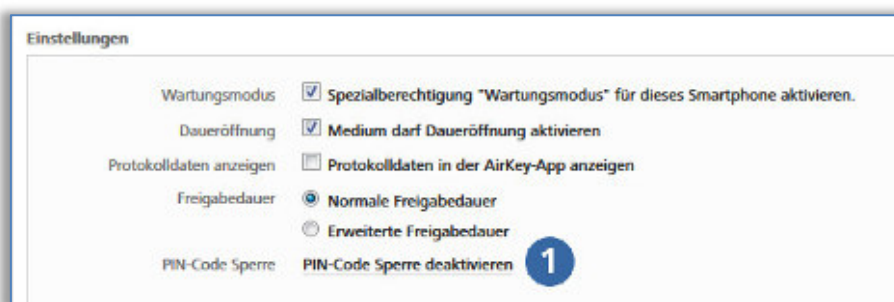 Einstellungen
Wartungsmodus Spezialberechtigung "Wartungsmodus" für dieses Smartphone aktivieren.
Daueröffnung Medium darf Daueröffnung aktivieren
Protokolldaten anzeigen Protokolldaten in der AirKey-App anzeigen
Freigabedauer Normale Freigabedauer
Erweiterte Freigabedauer
PIN-Code Sperre PIN-Code Sperre deaktivieren 1